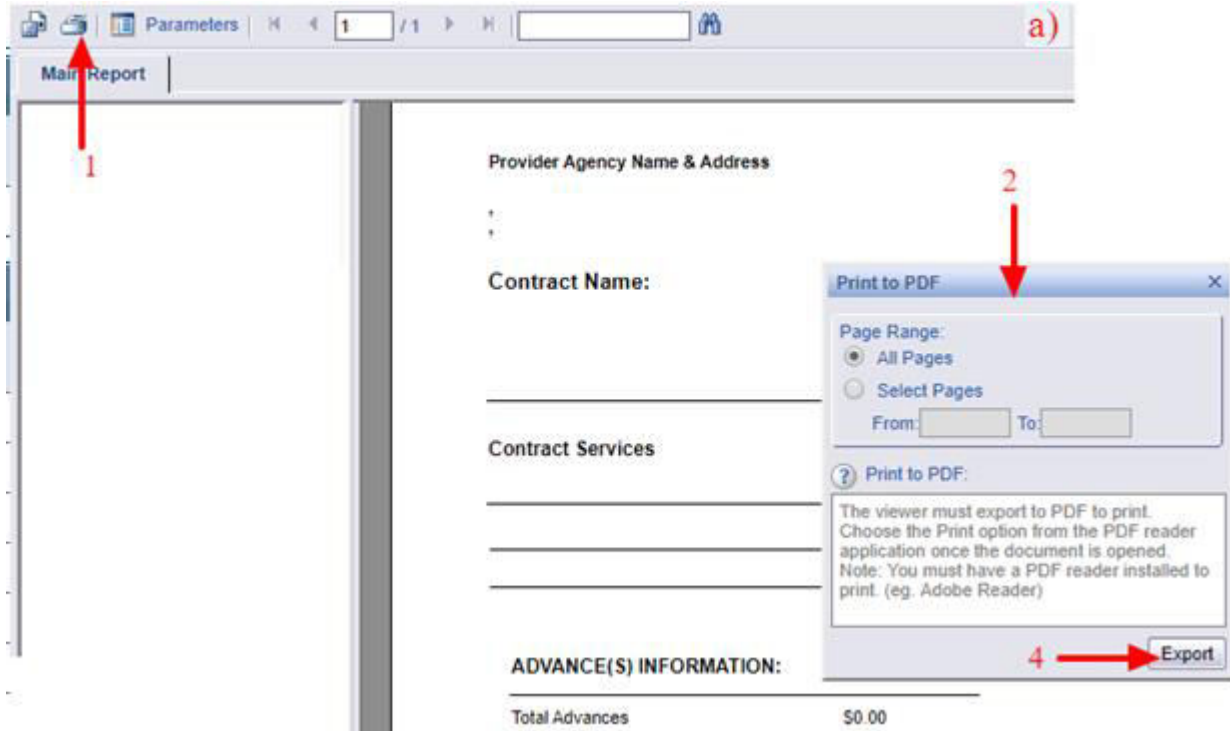 Parameters 1 / 1 a)
Main Report
1
Provider Agency Name & Address
,
,
2
Contract Name:
Print to PDF X
Page Range:
All Pages
Select Pages
From: To:
Contract Services
? Print to PDF:
The viewer must export to PDF to print.
Choose the Print option from the PDF reader
application once the document is opened.
Note: You must have a PDF reader installed to
print. (eg. Adobe Reader)
4 Export
ADVANCE(S) INFORMATION:
Total Advances $0.00